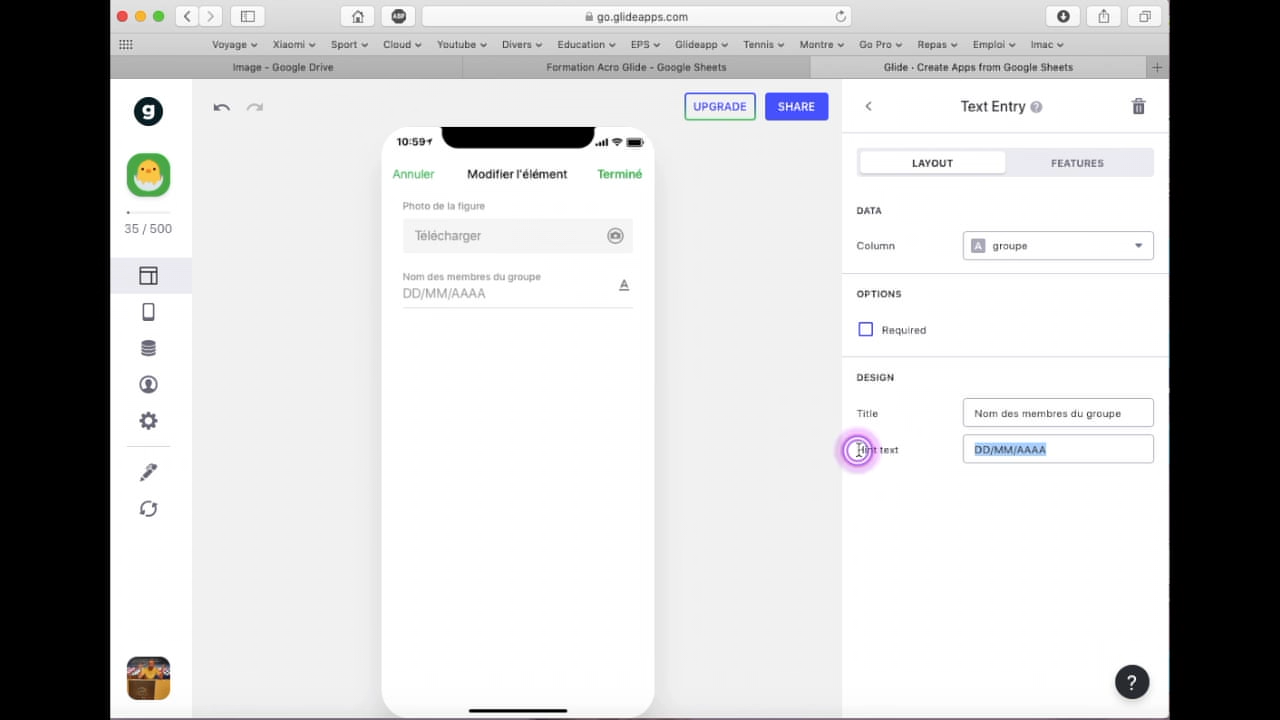 go.glideapps.com
ABP
Voyage Xiaomi Sport Cloud Youtube Divers Education EPS Glideapp Tennis Montre Go Pro Repas Emploi Imac
Image - Google Drive
Formation Acro Glide - Google Sheets
Glide · Create Apps from Google Sheets
g
35 / 500
UPGRADE
SHARE
10:59
Annuler
Modifier l'élément
Terminé
Photo de la figure
Télécharger
Nom des membres du groupe
DD/MM/AAAA
A
Text Entry ?
LAYOUT
FEATURES
DATA
Column
A groupe
OPTIONS
Required
DESIGN
Title
Nom des membres du groupe
Hint text
DD/MM/AAAA
?